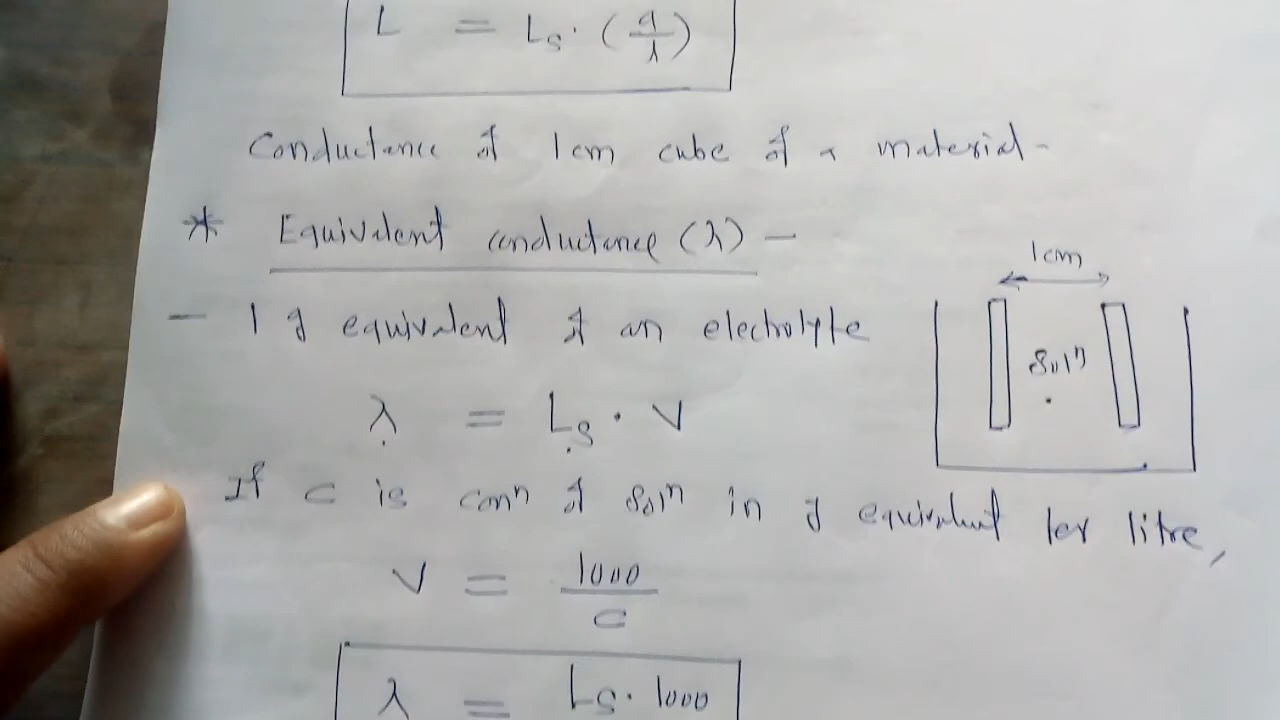 L = Ls · (a/λ)
Conductance of 1cm cube of a material -
* Equivalent conductance (λ) -
1cm
- 1 g equivalent of an electrolyte
Solⁿ
λ = Ls · V
If C is conⁿ of solⁿ in g equivalent per litre,
V = 1000/C
λ = Ls · 1000